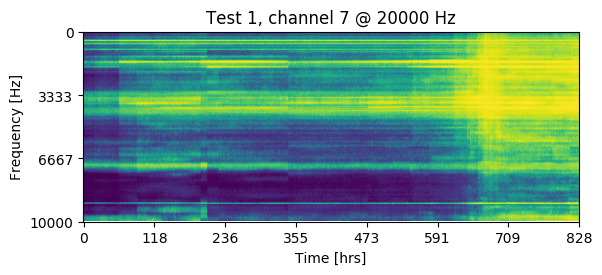 Test 1, channel 7 @ 20000 Hz
Frequency [Hz]
0
3333
6667
10000
0 118 236 355 473 591 709 828
Time [hrs]